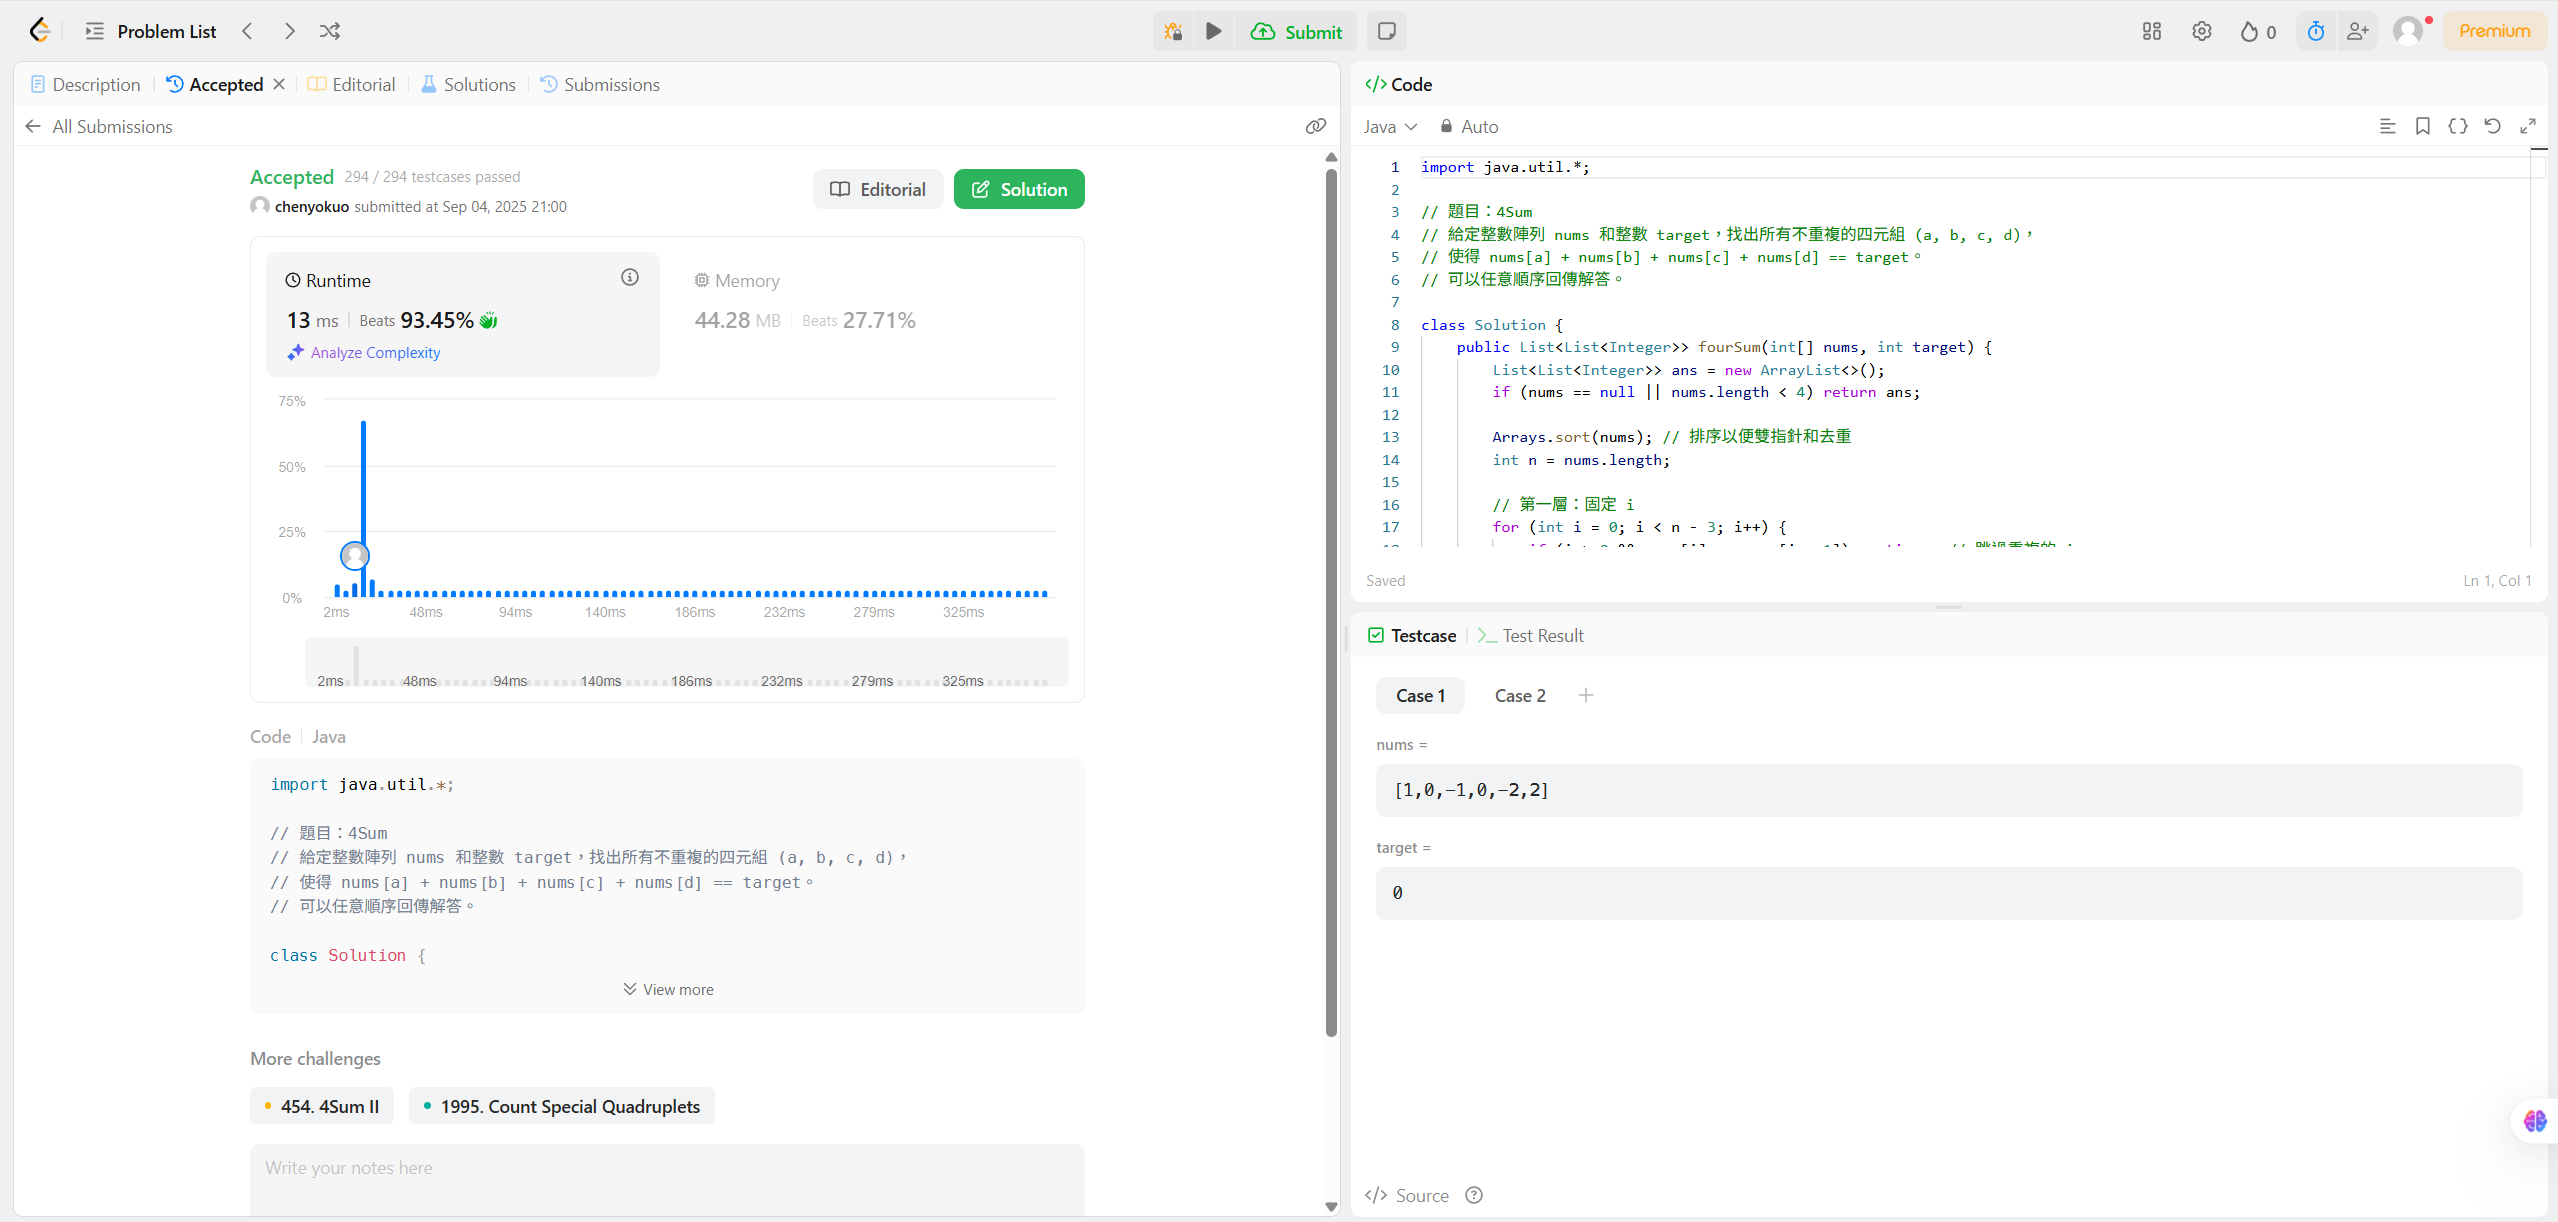 Problem List
Submit
0
Premium
Description
Accepted
Editorial
Solutions
Submissions
All Submissions
Accepted 294 / 294 testcases passed
chenyokuo submitted at Sep 04, 2025 21:00
Editorial
Solution
Runtime
13 ms Beats 93.45%
Analyze Complexity
Memory
44.28 MB Beats 27.71%
75%
50%
25%
0%
2ms 48ms 94ms 140ms 186ms 232ms 279ms 325ms
2ms 48ms 94ms 140ms 186ms 232ms 279ms 325ms
Code Java
import java.util.*;
// 題目：4Sum
// 給定整數陣列 nums 和整數 target，找出所有不重複的四元組 (a, b, c, d)，
// 使得 nums[a] + nums[b] + nums[c] + nums[d] == target。
// 可以任意順序回傳解答。
class Solution {
View more
More challenges
454. 4Sum II
1995. Count Special Quadruplets
Write your notes here
</> Code
Java
Auto
1 import java.util.*;
2
3 // 題目：4Sum
4 // 給定整數陣列 nums 和整數 target，找出所有不重複的四元組 (a, b, c, d)，
5 // 使得 nums[a] + nums[b] + nums[c] + nums[d] == target。
6 // 可以任意順序回傳解答。
7
8 class Solution {
9 public List<List<Integer>> fourSum(int[] nums, int target) {
10 List<List<Integer>> ans = new ArrayList<>();
11 if (nums == null || nums.length < 4) return ans;
12
13 Arrays.sort(nums); // 排序以便雙指針和去重
14 int n = nums.length;
15
16 // 第一層：固定 i
17 for (int i = 0; i < n - 3; i++) {
Saved
Ln 1, Col 1
Testcase
Test Result
Case 1
Case 2
nums =
[1,0,-1,0,-2,2]
target =
0
</> Source